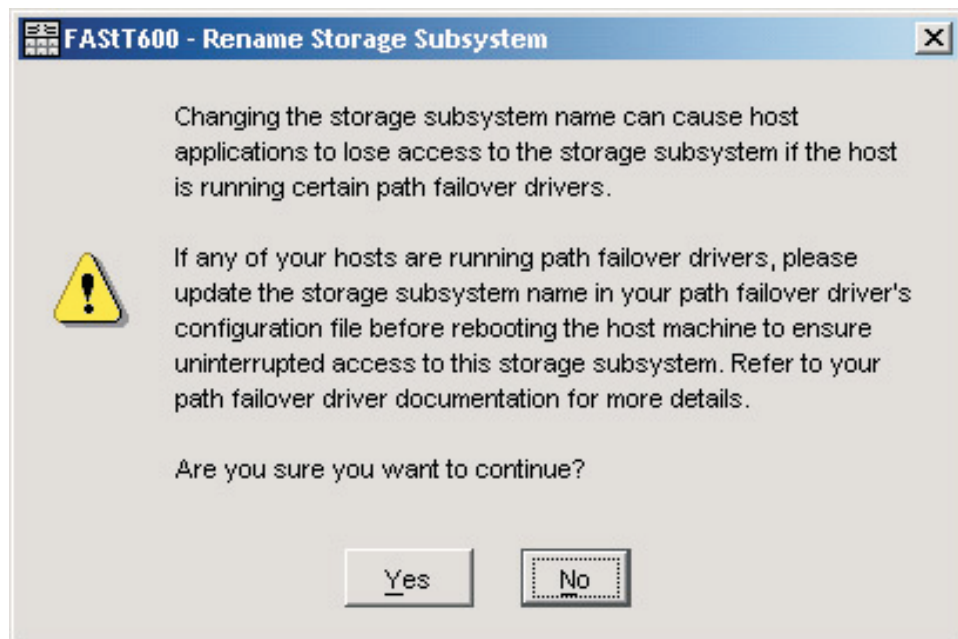 FAStT600 - Rename Storage Subsystem
Changing the storage subsystem name can cause host
applications to lose access to the storage subsystem if the host
is running certain path failover drivers.
If any of your hosts are running path failover drivers, please
update the storage subsystem name in your path failover driver's
configuration file before rebooting the host machine to ensure
uninterrupted access to this storage subsystem. Refer to your
path failover driver documentation for more details.
Are you sure you want to continue?
Yes
No